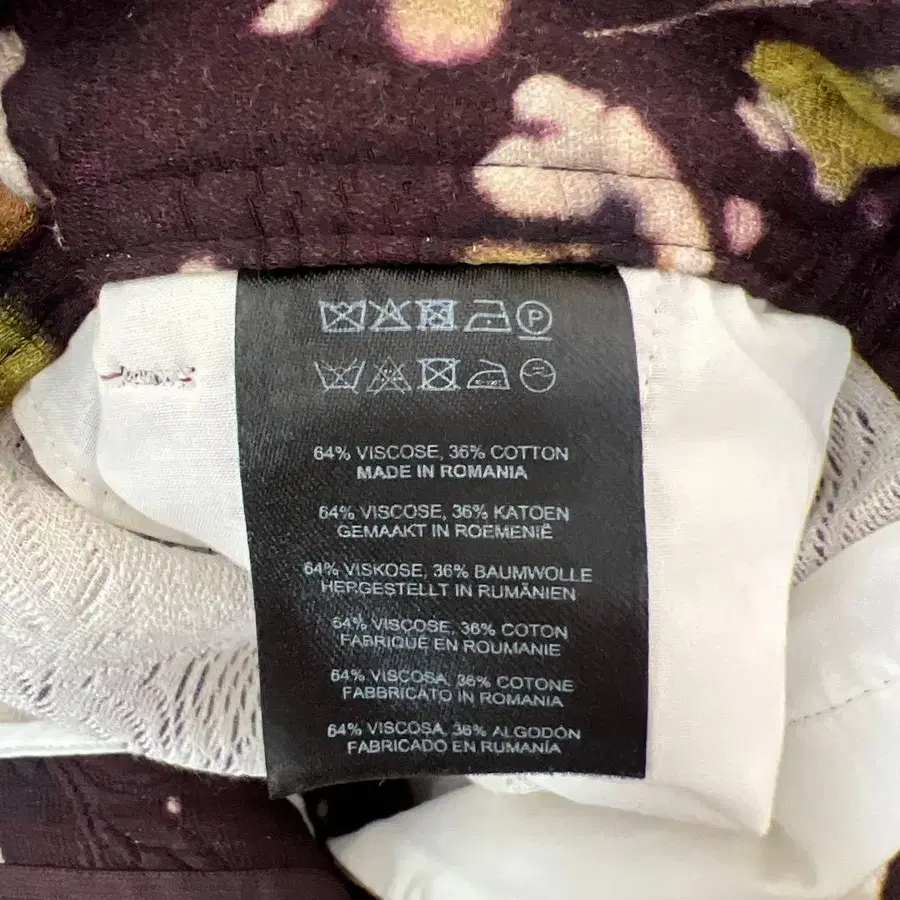 P
64% VISCOSE, 36% COTTON
MADE IN ROMANIA
64% VISCOSE, 36% KATOEN
GEMAAKT IN ROEMENIË
64% VISKOSE, 36% BAUMWOLLE
HERGESTELLT IN RUMÄNIEN
64% VISCOSE, 36% COTON
FABRIQUÉ EN ROUMANIE
64% VISCOSA, 36% COTONE
FABBRICATO IN ROMANIA
64% VISCOSA, 36% ALGODÓN
FABRICADO EN RUMANÍA